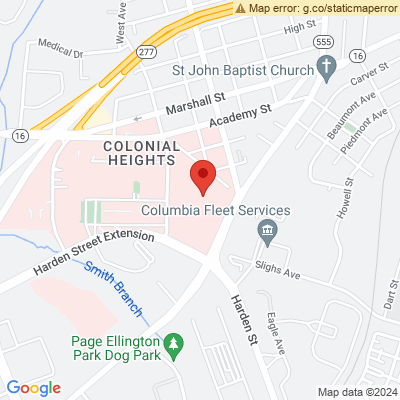 Map error: g.co/staticmaperror
West Ave
High St
Medical Dr
277
555
16
St John Baptist Church
Carver St
Marshall St
Beaumont Ave
Academy St
Piedmont Ave
16
COLONIAL
HEIGHTS
Howell St
Columbia Fleet Services
Harden Street Extension
Slighs Ave
Smith Branch
Dart St
Harden St
Eagle Ave
Page Ellington
Park Dog Park
Google
Map data ©2024